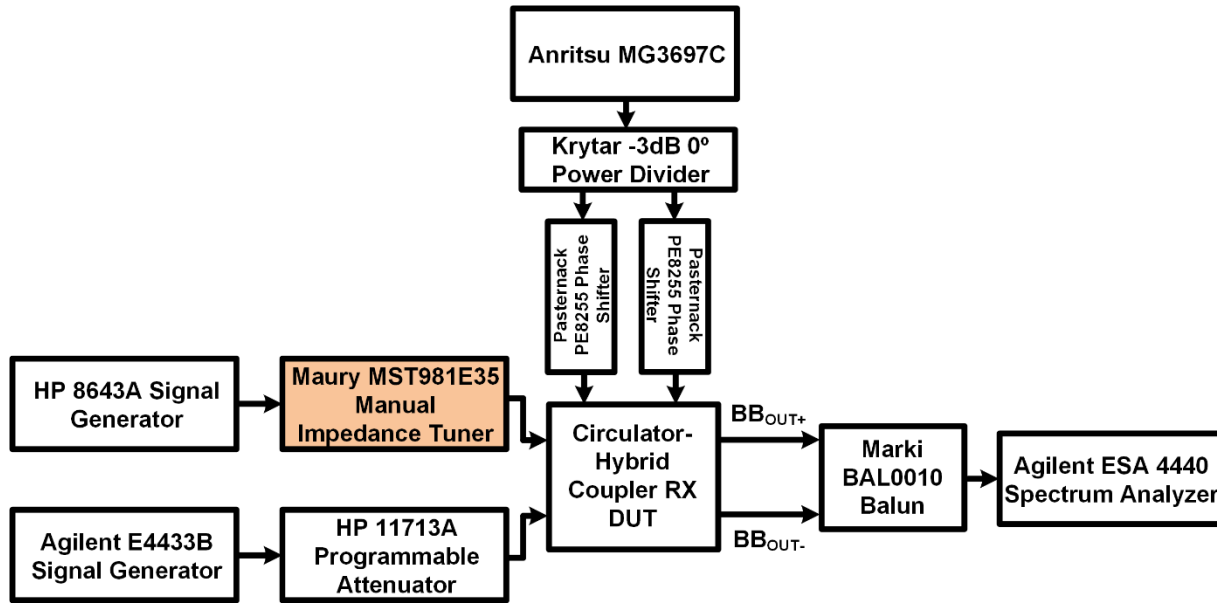 Anritsu MG3697C
Krytar -3dB 0º
Power Divider
Pasternack
PE8255 Phase
Shifter
Pasternack
PE8255 Phase
Shifter
HP 8643A Signal
Generator
Maury MST981E35
Manual
Impedance Tuner
Circulator-
Hybrid
Coupler RX
DUT
BBOUT+
BBOUT-
Marki
BAL0010
Balun
Agilent ESA 4440
Spectrum Analyzer
Agilent E4433B
Signal Generator
HP 11713A
Programmable
Attenuator